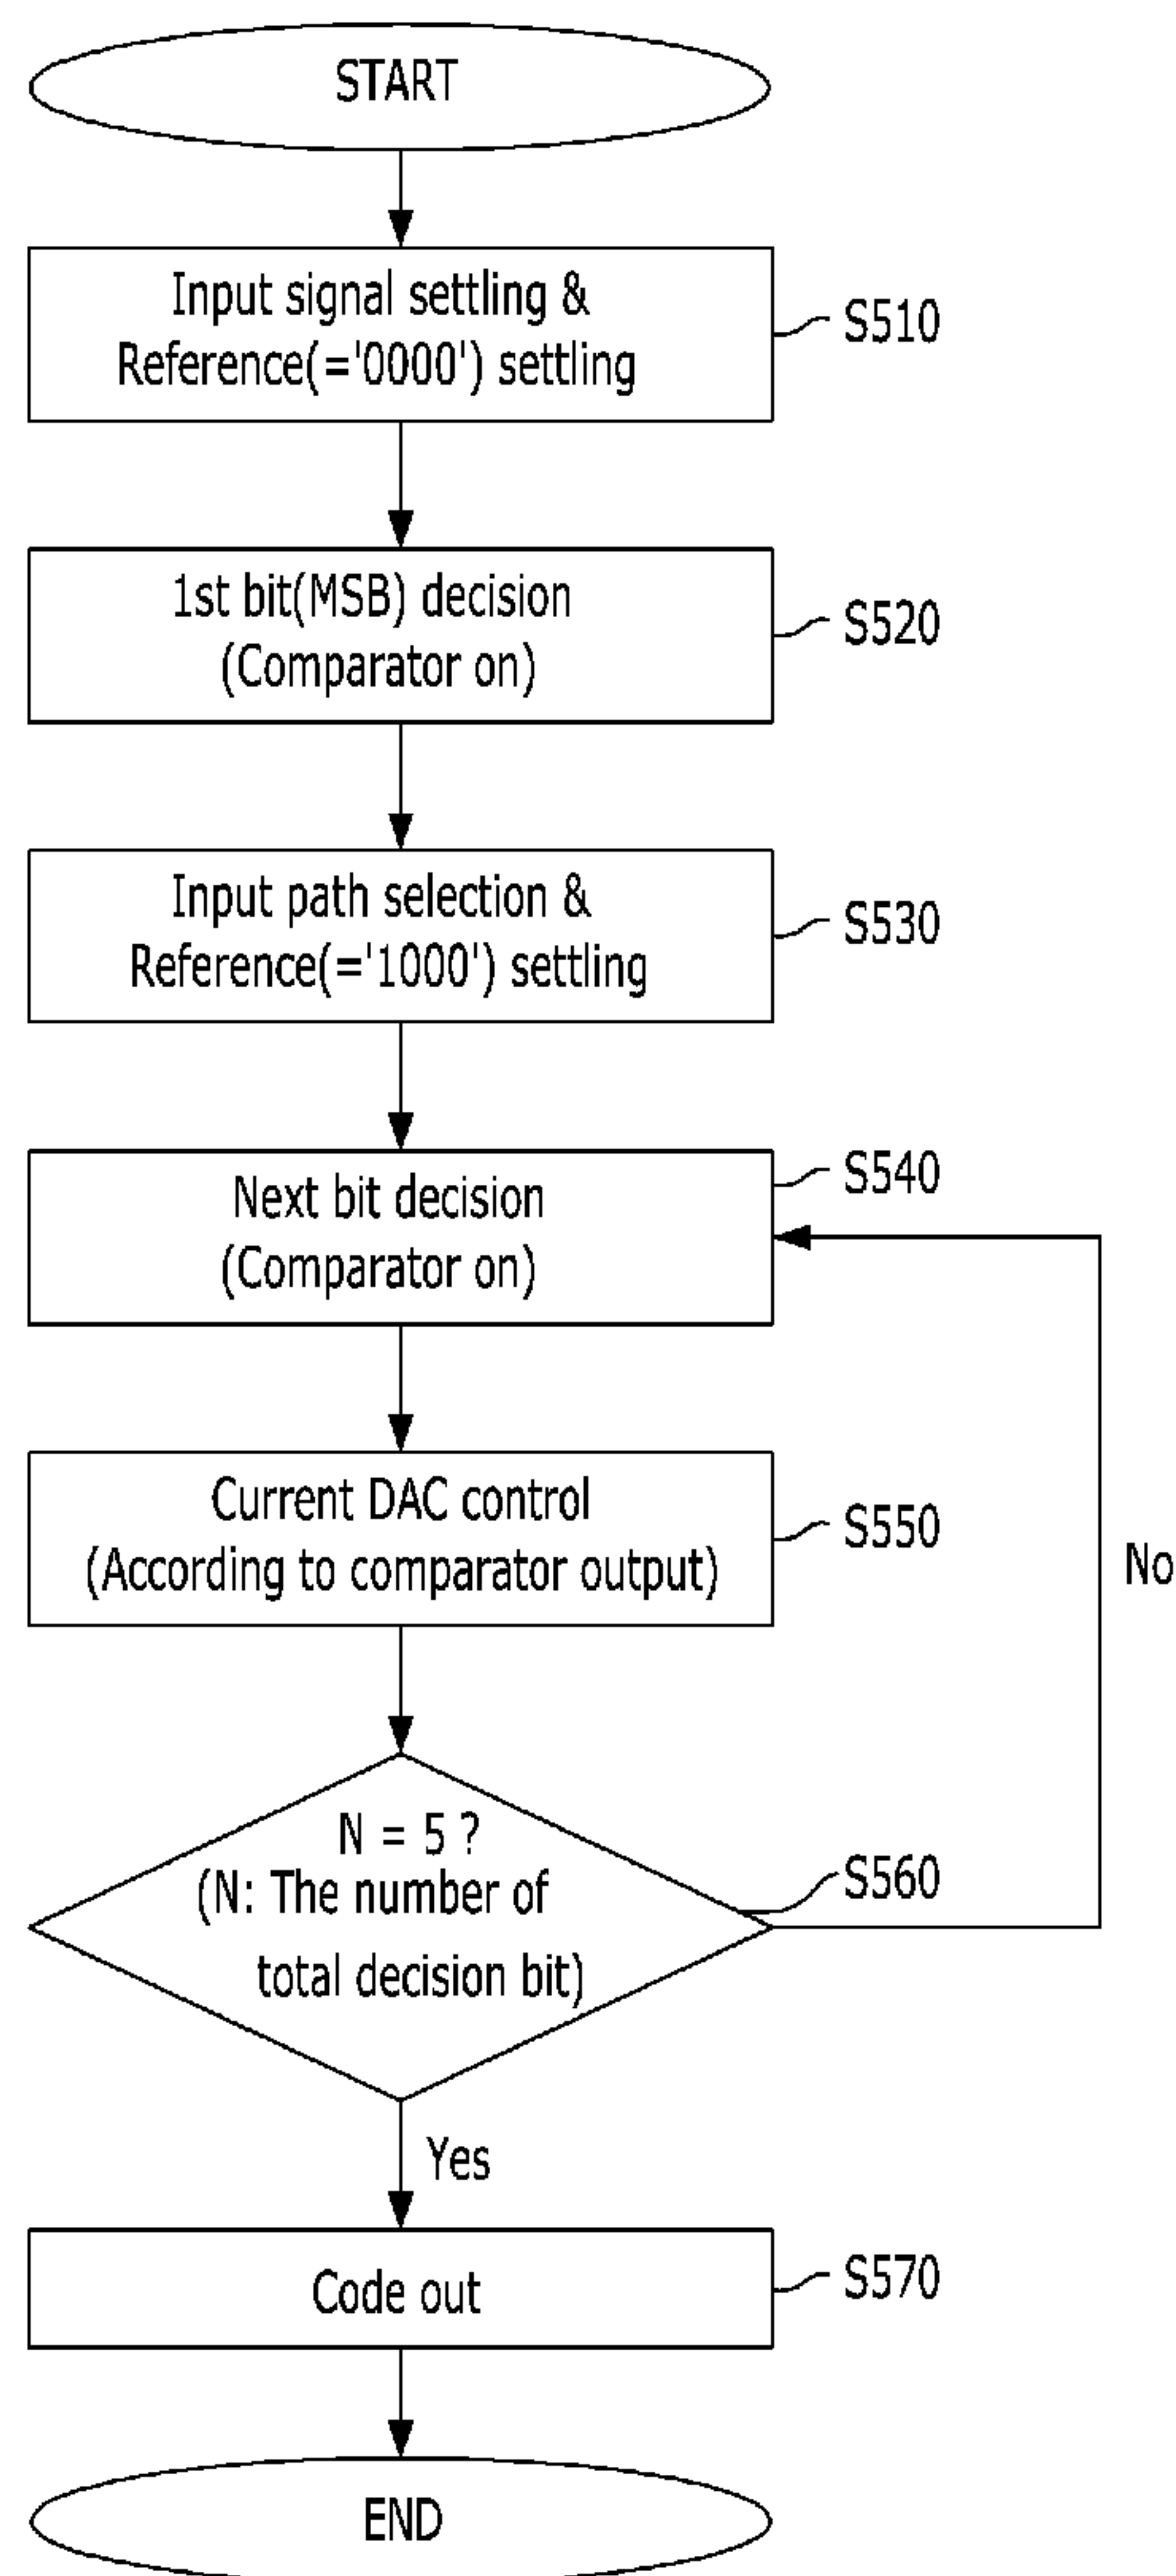 START
Input signal settling &
Reference(='0000') settling
S510
1st bit(MSB) decision
(Comparator on)
S520
Input path selection &
Reference(='1000') settling
S530
Next bit decision
(Comparator on)
S540
Current DAC control
(According to comparator output)
S550
No
N = 5 ?
(N: The number of
total decision bit)
S560
Yes
Code out
S570
END